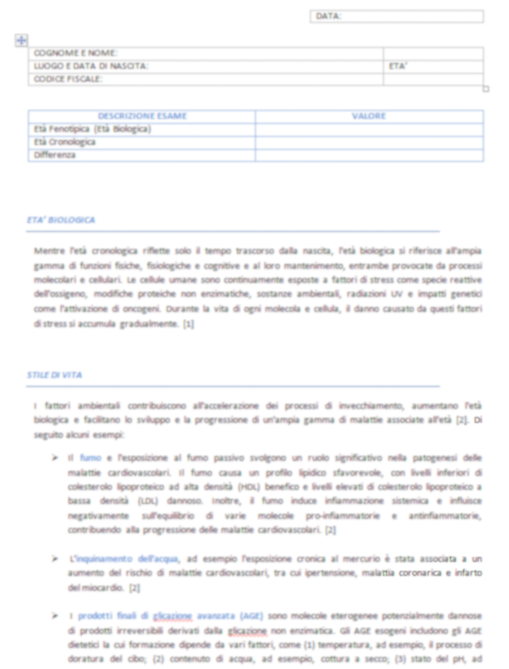 DATA:
COGNOME E NOME:
LUOGO E DATA DI NASCITA: ETA'
CODICE FISCALE:
DESCRIZIONE ESAME VALORE
Età Fenotipica (Età Biologica)
Età Cronologica
Differenza
ETA' BIOLOGICA
Mentre l'età cronologica riflette solo il tempo trascorso dalla nascita, l'età biologica si riferisce all'ampia
gamma di funzioni fisiche, fisiologiche e cognitive e al loro mantenimento, entrambe provocate da processi
molecolari e cellulari. Le cellule umane sono continuamente esposte a fattori di stress come specie reattive
dell'ossigeno, modifiche proteiche non enzimatiche, sostanze ambientali, radiazioni UV e impatti genetici
come l'attivazione di oncogeni. Durante la vita di ogni molecola e cellula, il danno causato da questi fattori
di stress si accumula gradualmente. [1]
STILE DI VITA
I fattori ambientali contribuiscono all'accelerazione dei processi di invecchiamento, aumentano l'età
biologica e facilitano lo sviluppo e la progressione di un'ampia gamma di malattie associate all'età [2]. Di
seguito alcuni esempi:
➢ Il fumo e l'esposizione al fumo passivo svolgono un ruolo significativo nella patogenesi delle
malattie cardiovascolari. Il fumo causa un profilo lipidico sfavorevole, con livelli inferiori di
colesterolo lipoproteico ad alta densità (HDL) benefico e livelli elevati di colesterolo lipoproteico a
bassa densità (LDL) dannoso. Inoltre, il fumo induce infiammazione sistemica e influisce
negativamente sull'equilibrio di varie molecole pro-infiammatorie e antinfiammatorie,
contribuendo alla progressione delle malattie cardiovascolari. [2]
➢ L'inquinamento dell'acqua, ad esempio l'esposizione cronica al mercurio è stata associata a un
aumento del rischio di malattie cardiovascolari, tra cui ipertensione, malattia coronarica e infarto
del miocardio. [2]
➢ I prodotti finali di glicazione avanzata (AGE) sono molecole eterogenee potenzialmente dannose
di prodotti irreversibili derivati dalla glicazione non enzimatica. Gli AGE esogeni includono gli AGE
dietetici la cui formazione dipende da vari fattori, come (1) temperatura, ad esempio, il processo di
doratura del cibo; (2) contenuto di acqua, ad esempio, cottura a secco; (3) stato del pH, ad